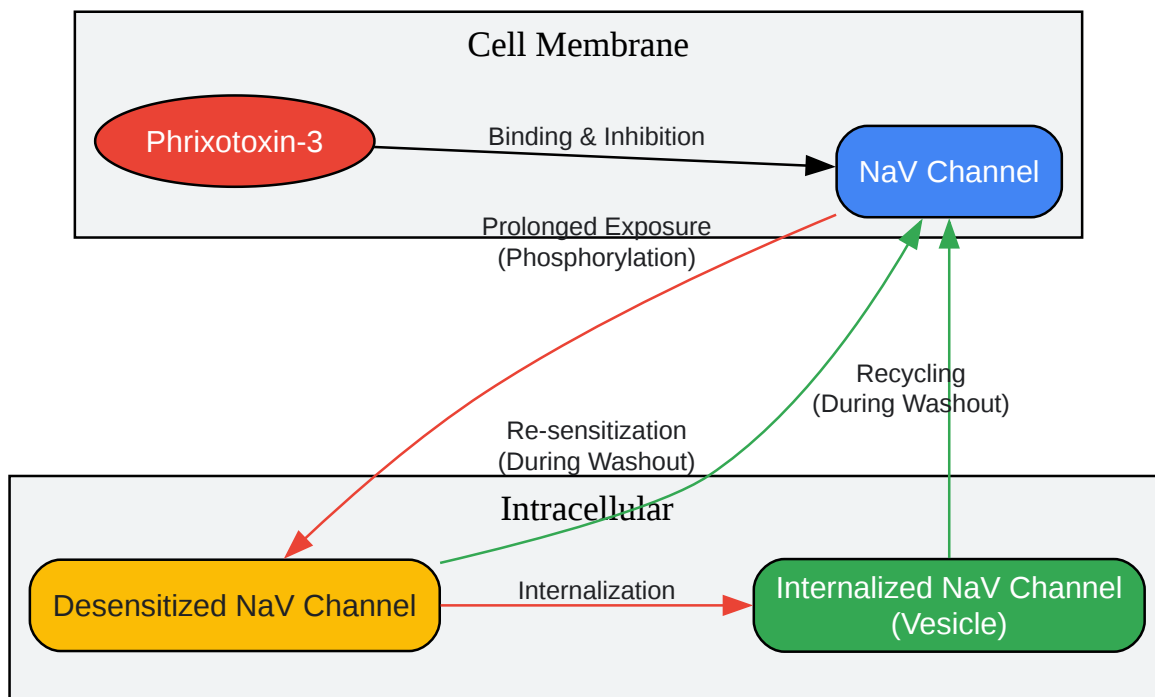 Cell Membrane
Phrixotoxin-3
Binding & Inhibition
NaV Channel
Prolonged Exposure
(Phosphorylation)
Recycling
(During Washout)
Re-sensitization
(During Washout)
Intracellular
Desensitized NaV Channel
Internalization
Internalized NaV Channel
(Vesicle)